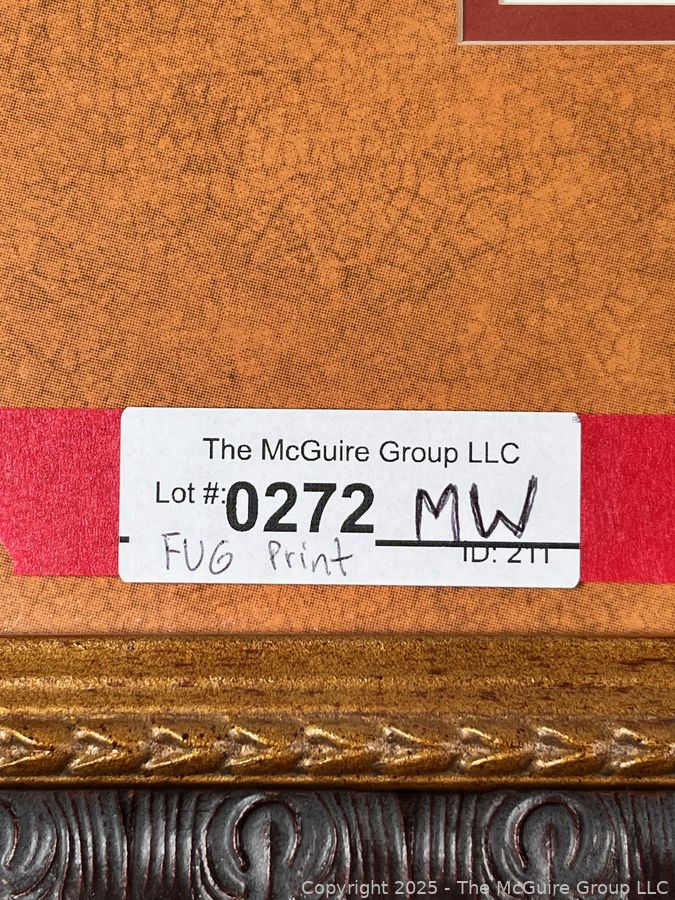 The McGuire Group LLC
Lot #: 0272 MW
FUG Print ID: 211
Copyright 2025 - The McGuire Group LLC